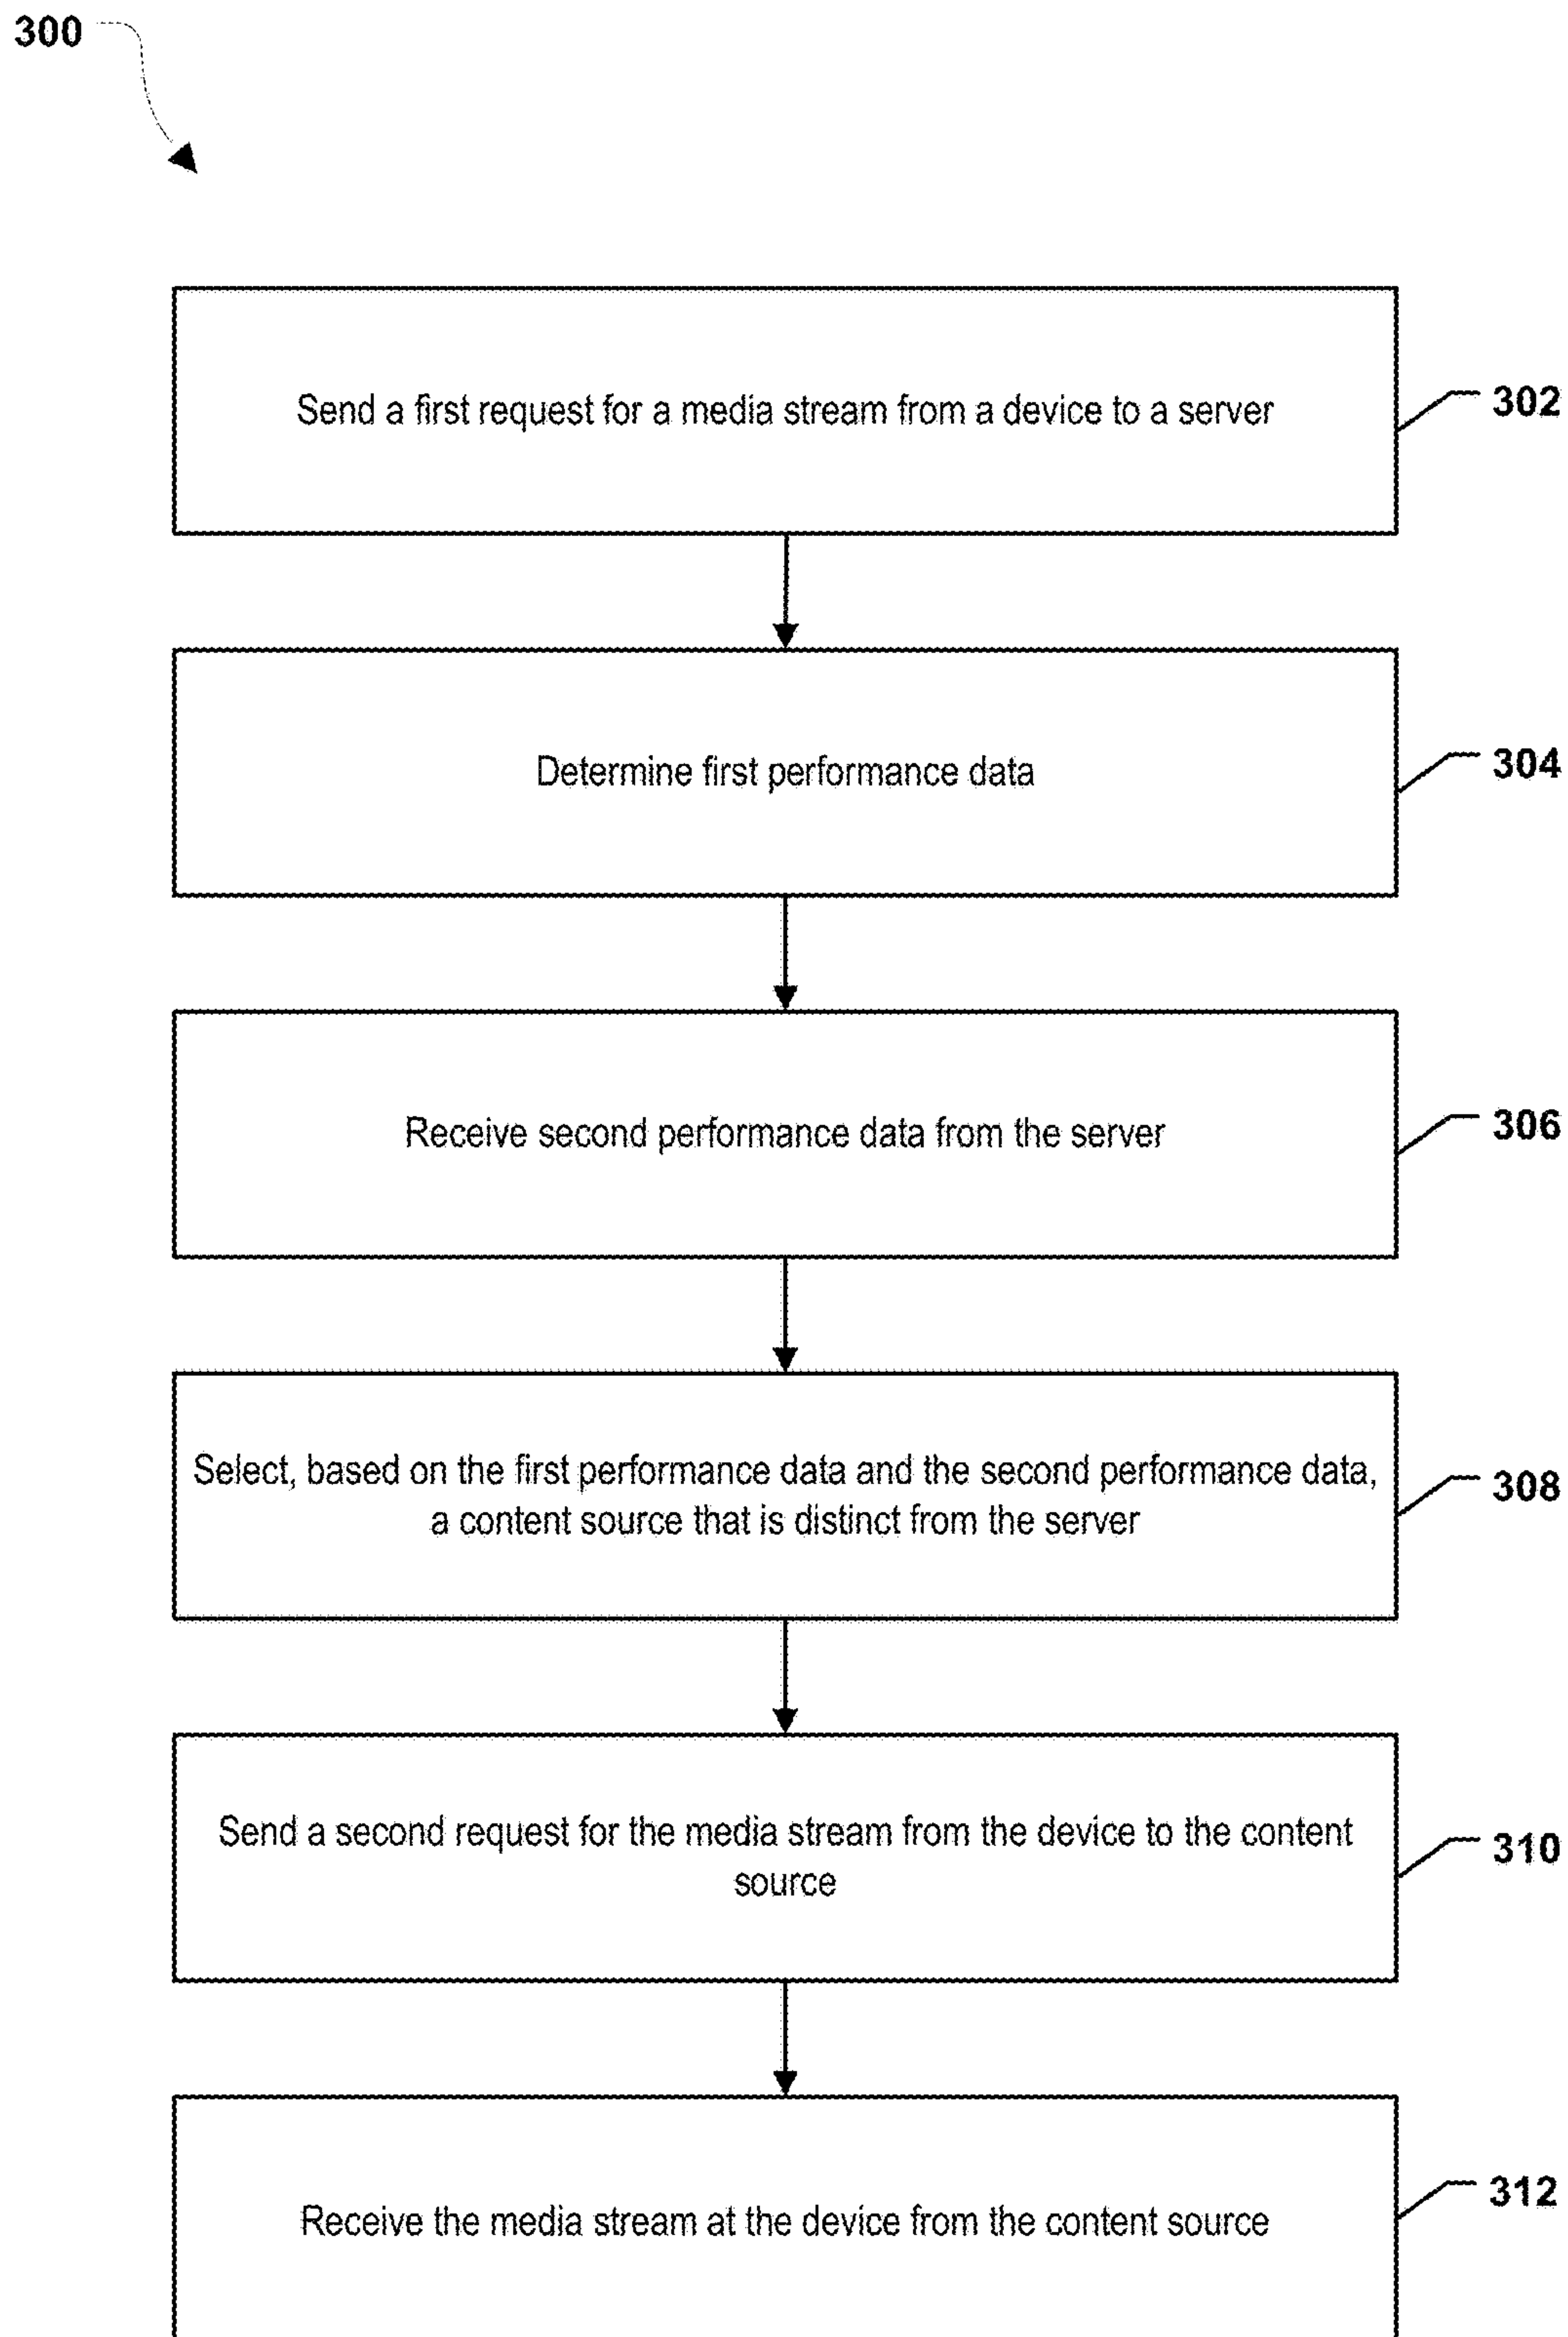 300
Send a first request for a media stream from a device to a server
302
Determine first performance data
304
Receive second performance data from the server
306
Select, based on the first performance data and the second performance data,
a content source that is distinct from the server
308
Send a second request for the media stream from the device to the content
source
310
Receive the media stream at the device from the content source
312